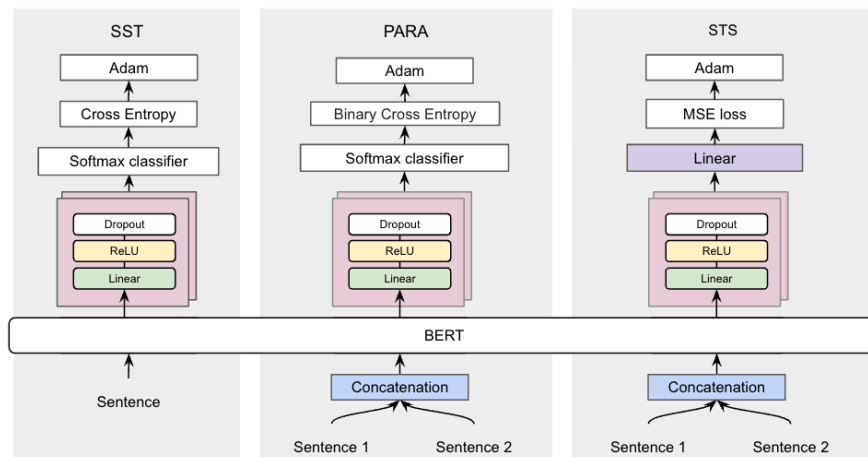 SST
Adam
Cross Entropy
Softmax classifier
Dropout
ReLU
Linear
Sentence
PARA
Adam
Binary Cross Entropy
Softmax classifier
Dropout
ReLU
Linear
Concatenation
Sentence 1
Sentence 2
STS
Adam
MSE loss
Linear
Dropout
ReLU
Linear
Concatenation
Sentence 1
Sentence 2
BERT